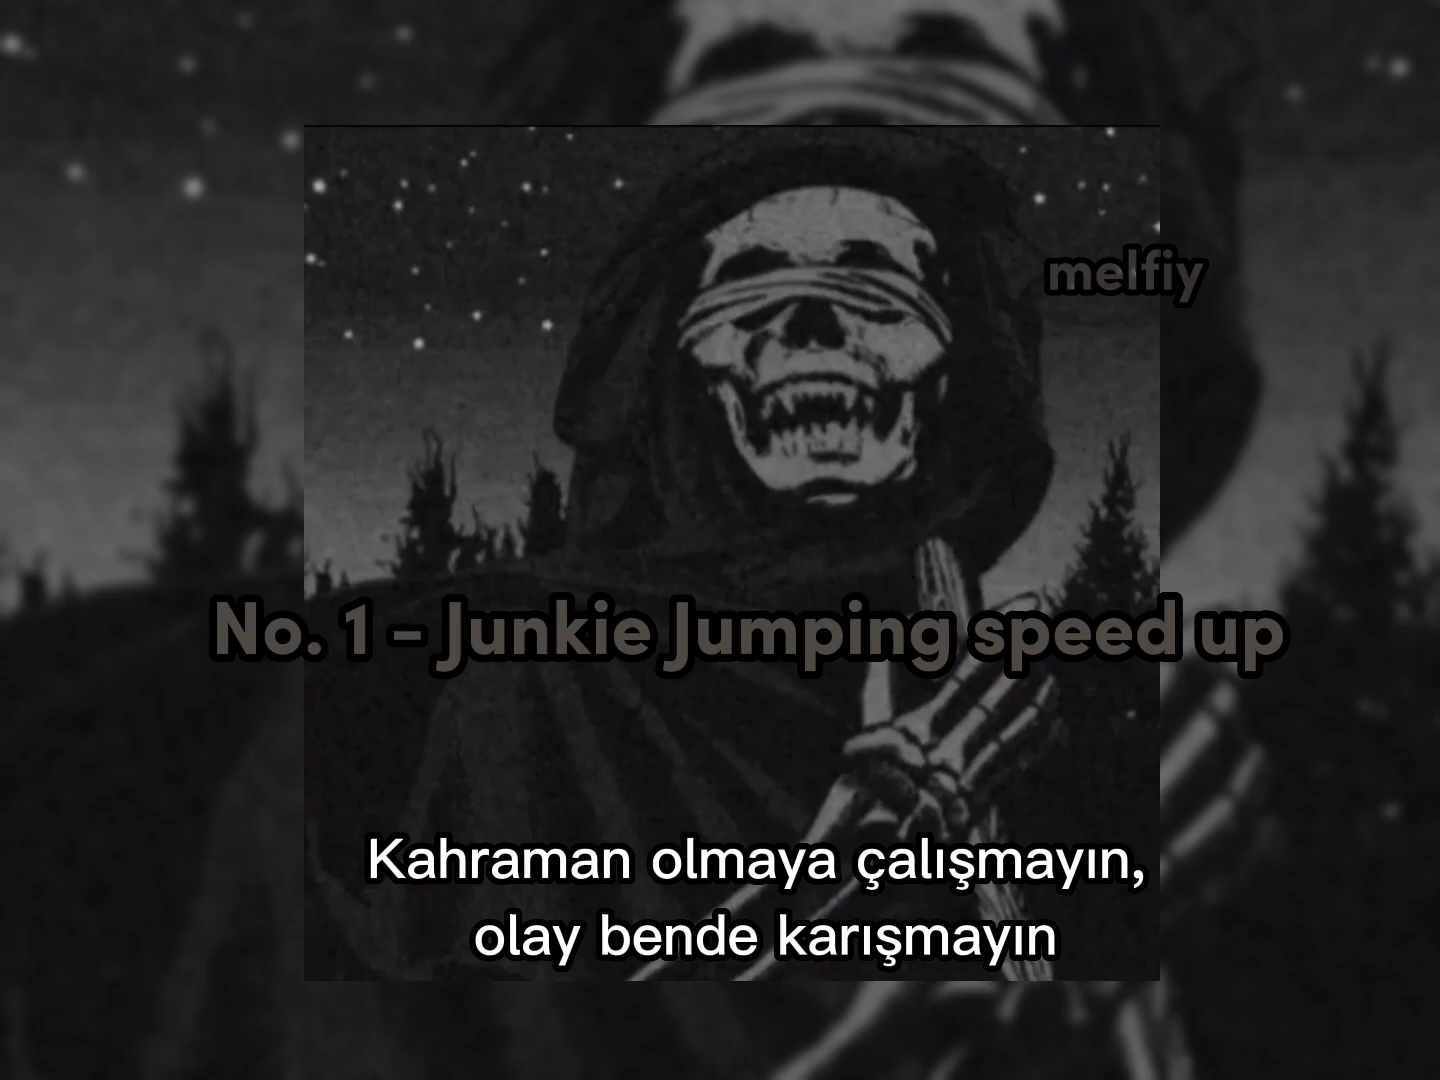 melfiy
No. 1 – Junkie Jumping speed up
Kahraman olmaya çalışmayın,
olay bende karışmayın